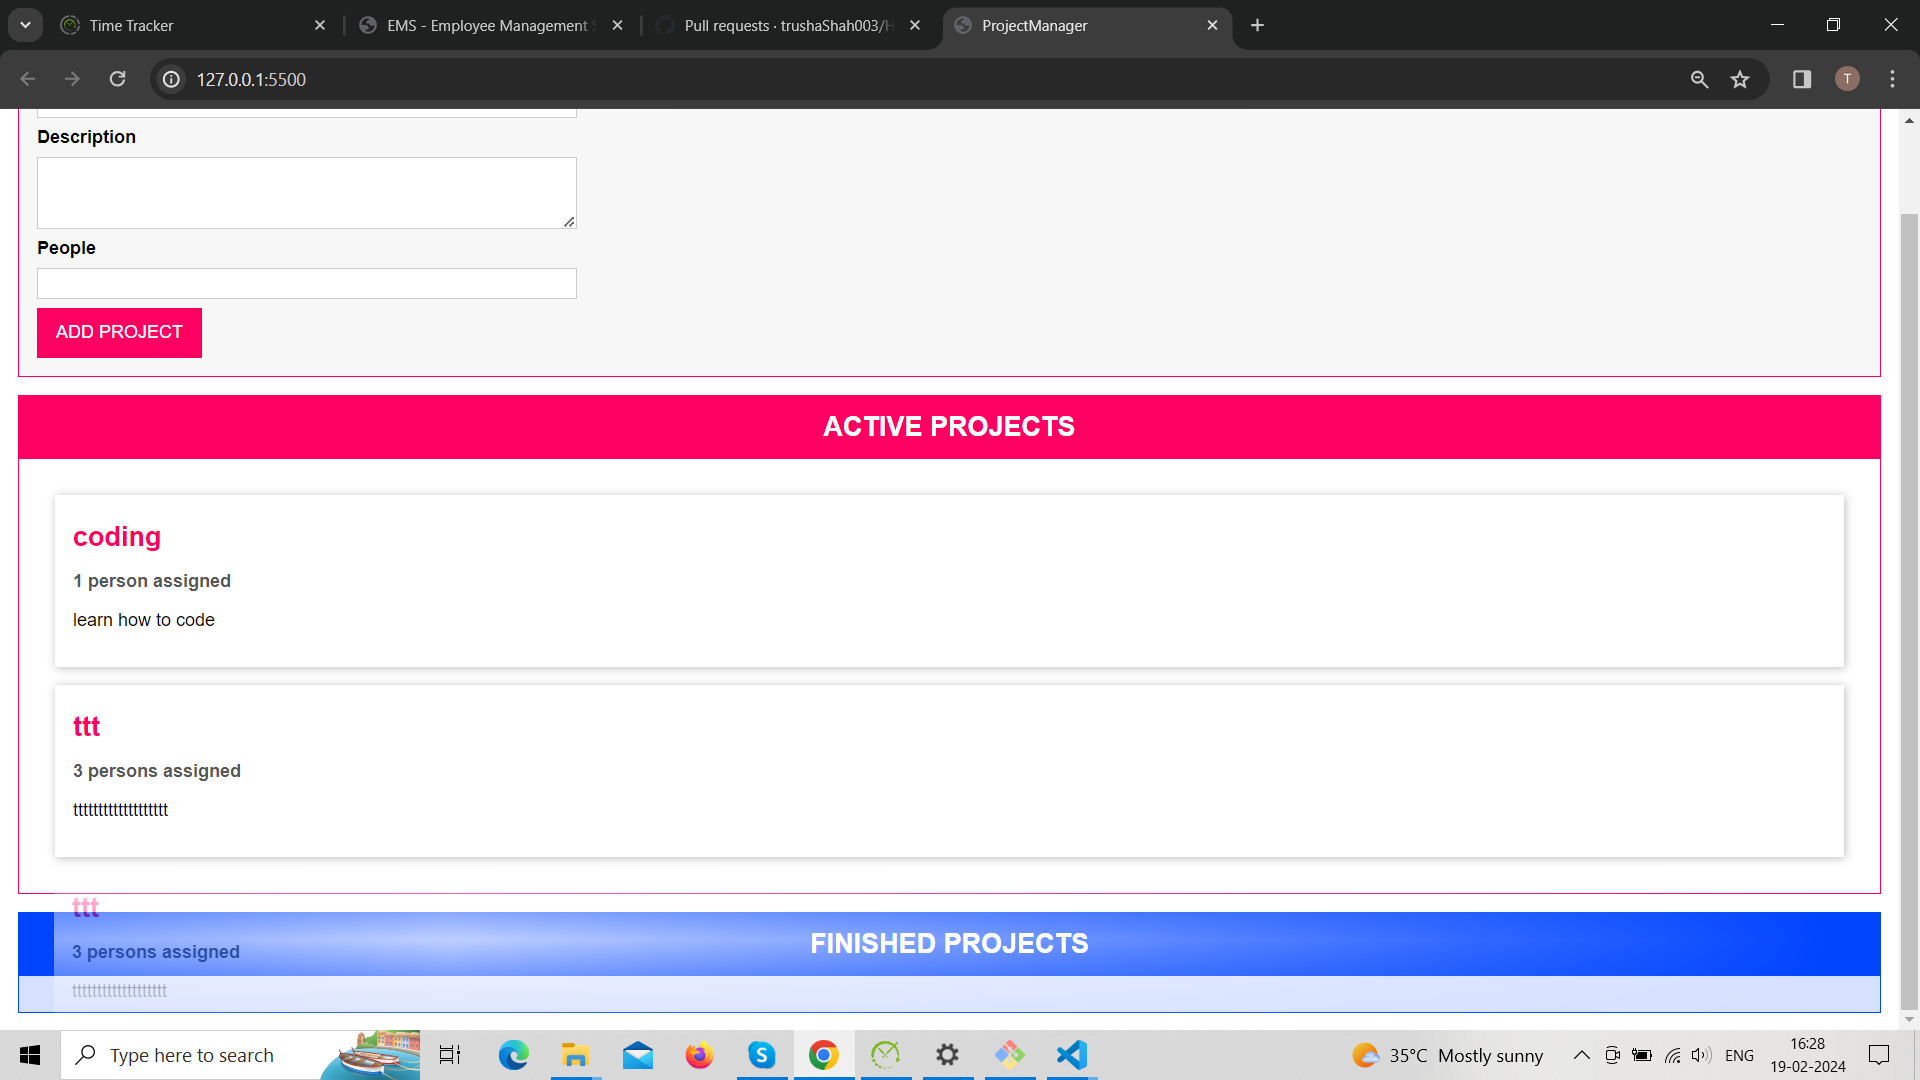 Time Tracker
EMS - Employee Management
Pull requests · trushaShah003/H
ProjectManager
127.0.0.1:5500
T
Description
People
ADD PROJECT
ACTIVE PROJECTS
coding
1 person assigned
learn how to code
ttt
3 persons assigned
ttttttttttttttttttt
ttt
FINISHED PROJECTS
3 persons assigned
ttttttttttttttttttt
Type here to search
35°C Mostly sunny
ENG
16:28
19-02-2024